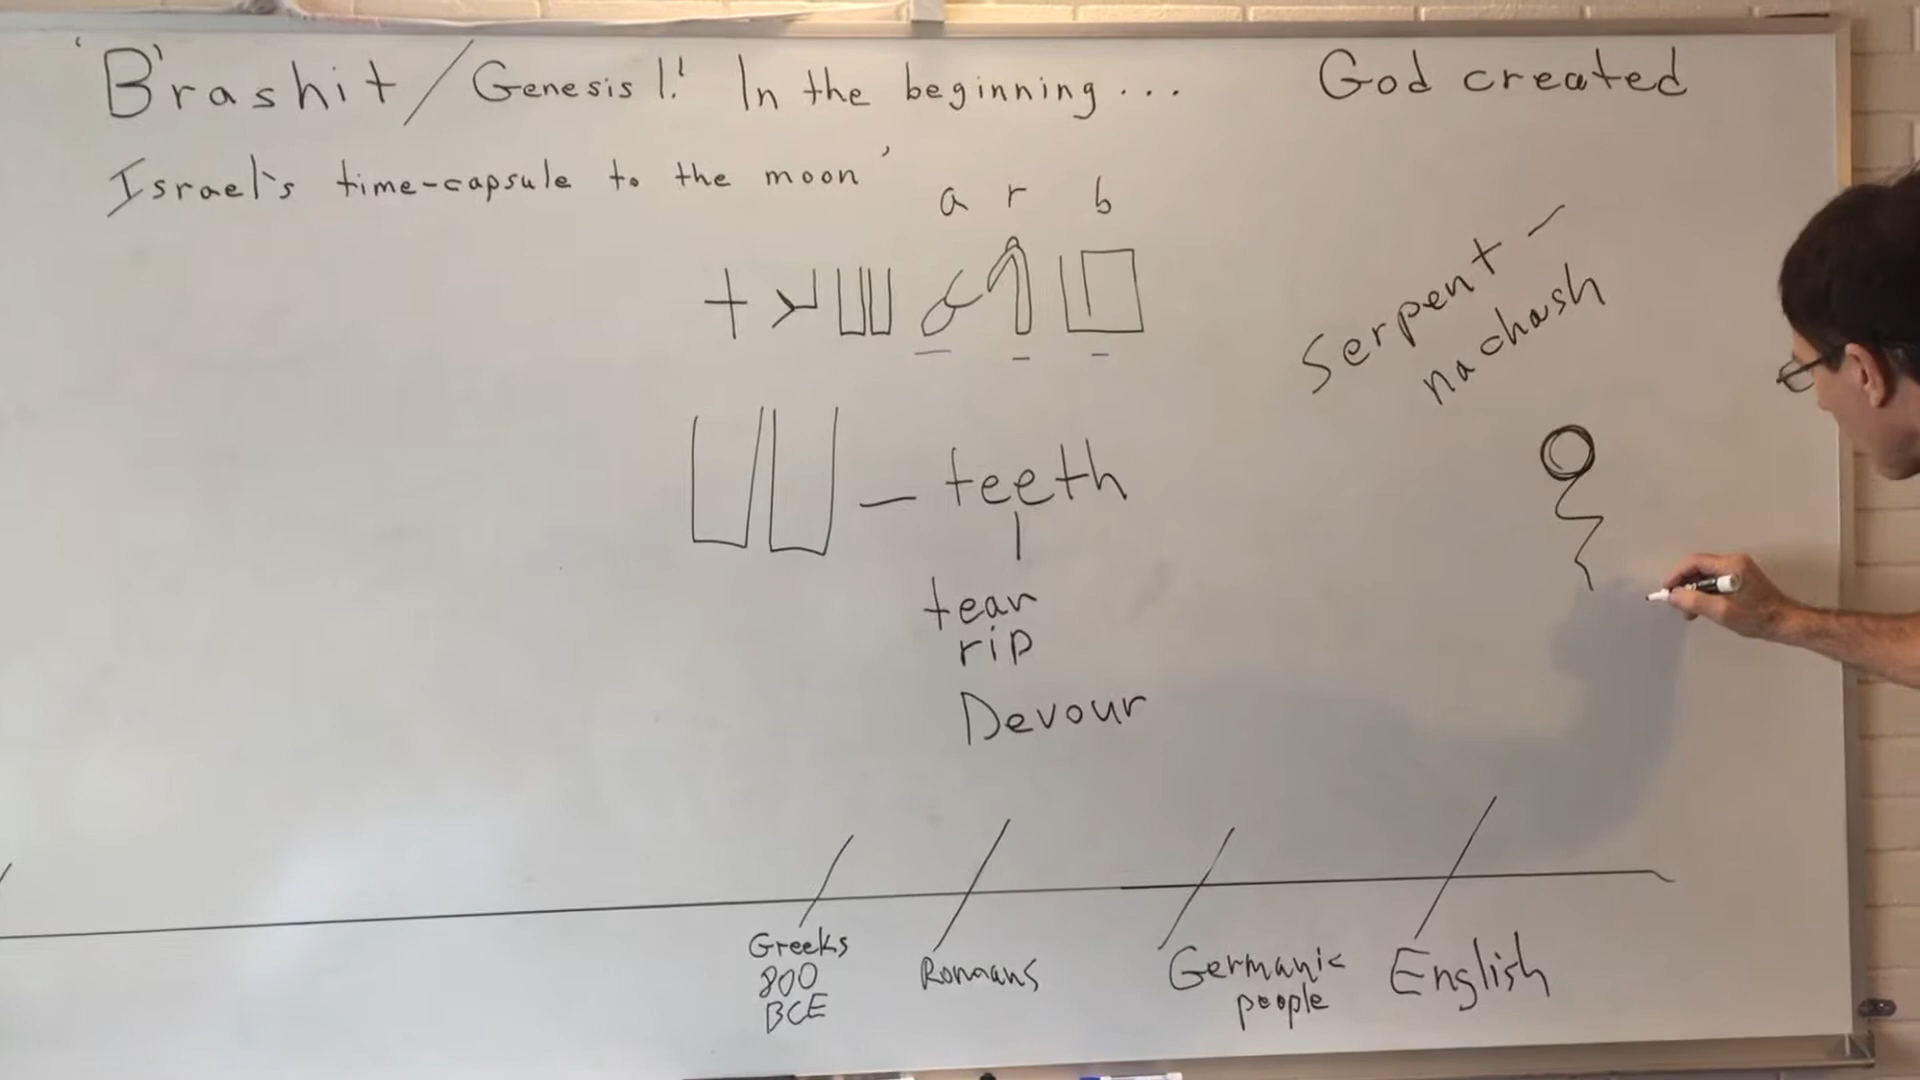 'B'rashit/Genesis 1! In the beginning... God created
Israel's time-capsule to the moon'
a r b
Serpent –
nachash
– teeth
tear
rip
Devour
Greeks
800
BCE
Romans
Germanic
people
English